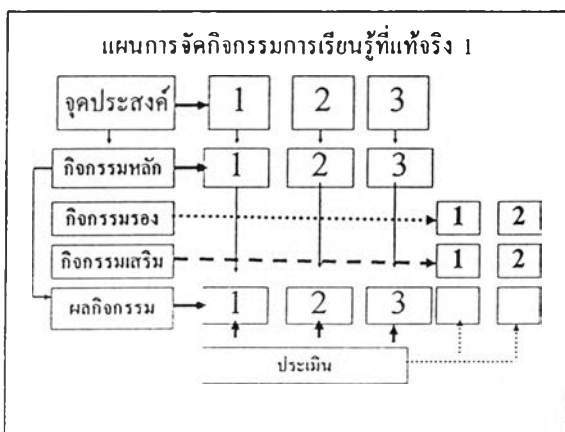 แผนการจัดกิจกรรมการเรียนรู้ที่แท้จริง 1
จุดประสงค์ 1 2 3
กิจกรรมหลัก 1 2 3
กิจกรรมรอง 1 2
กิจกรรมเสริม 1 2
ผลกิจกรรม 1 2 3
ประเมิน